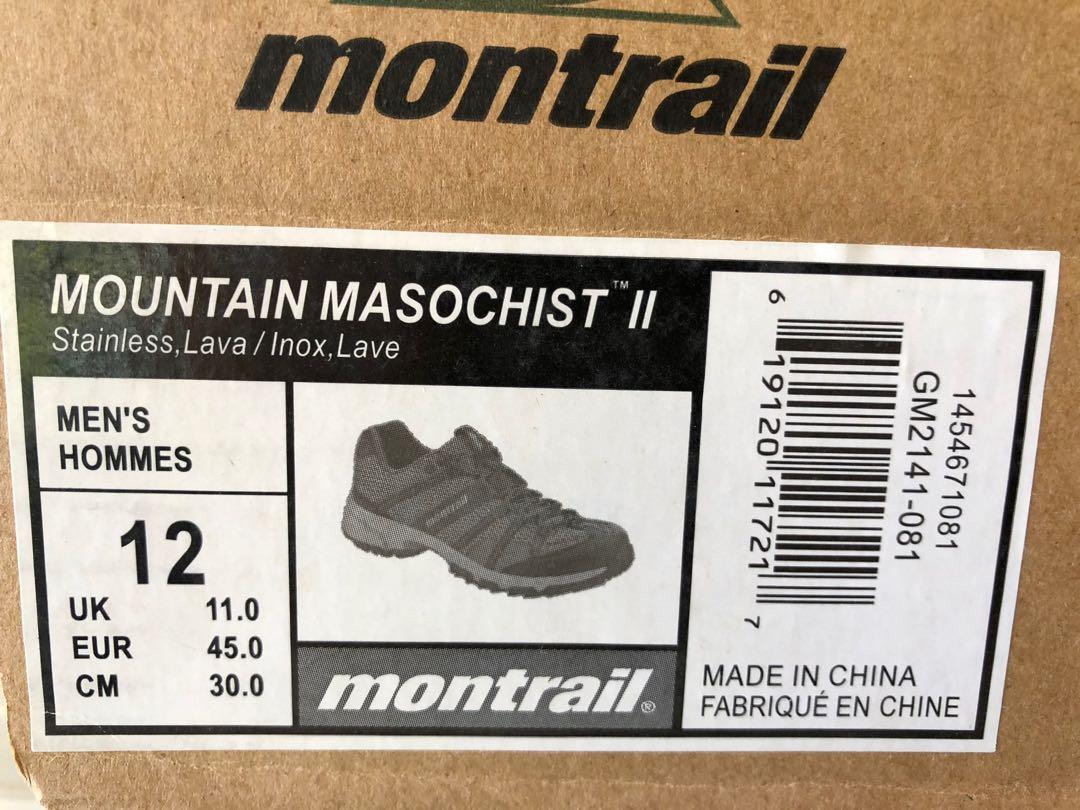 montrail
MOUNTAIN MASOCHIST™ II
Stainless,Lava / Inox,Lave
MEN'S
HOMMES
12
UK 11.0
EUR 45.0
CM 30.0
montrail®
6 19120 11721 7
GM2141-081
1454671081
MADE IN CHINA
FABRIQUÉ EN CHINE